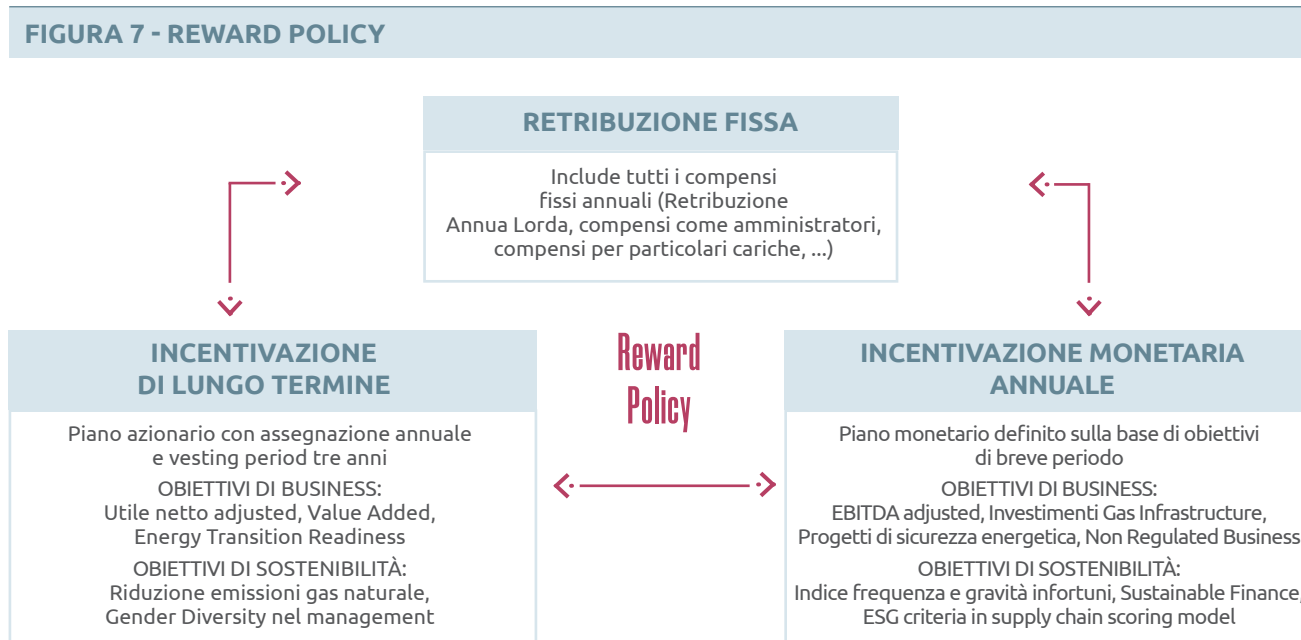 FIGURA 7 - REWARD POLICY
RETRIBUZIONE FISSA
Include tutti i compensi
fissi annuali (Retribuzione
Annua Lorda, compensi come amministratori,
compensi per particolari cariche, ...)
INCENTIVAZIONE
DI LUNGO TERMINE
Piano azionario con assegnazione annuale
e vesting period tre anni
OBIETTIVI DI BUSINESS:
Utile netto adjusted, Value Added,
Energy Transition Readiness
OBIETTIVI DI SOSTENIBILITÀ:
Riduzione emissioni gas naturale,
Gender Diversity nel management
Reward
Policy
INCENTIVAZIONE MONETARIA
ANNUALE
Piano monetario definito sulla base di obiettivi
di breve periodo
OBIETTIVI DI BUSINESS:
EBITDA adjusted, Investimenti Gas Infrastructure,
Progetti di sicurezza energetica, Non Regulated Business
OBIETTIVI DI SOSTENIBILITÀ:
Indice frequenza e gravità infortuni, Sustainable Finance,
ESG criteria in supply chain scoring model